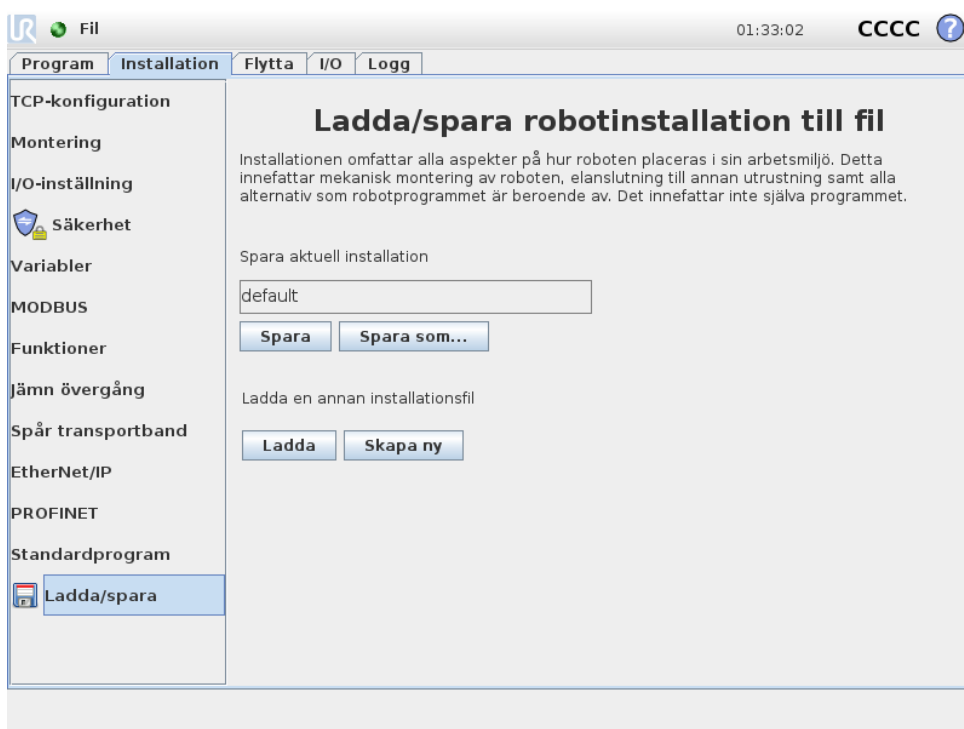 UR Fil 01:33:02 CCCC ?
Program Installation Flytta I/O Logg
TCP-konfiguration
Montering
I/O-inställning
Säkerhet
Variabler
MODBUS
Funktioner
Jämn övergång
Spår transportband
EtherNet/IP
PROFINET
Standardprogram
Ladda/spara
Ladda/spara robotinstallation till fil
Installationen omfattar alla aspekter på hur roboten placeras i sin arbetsmiljö. Detta
innefattar mekanisk montering av roboten, elanslutning till annan utrustning samt alla
alternativ som robotprogrammet är beroende av. Det innefattar inte själva programmet.
Spara aktuell installation
default
Spara Spara som...
Ladda en annan installationsfil
Ladda Skapa ny